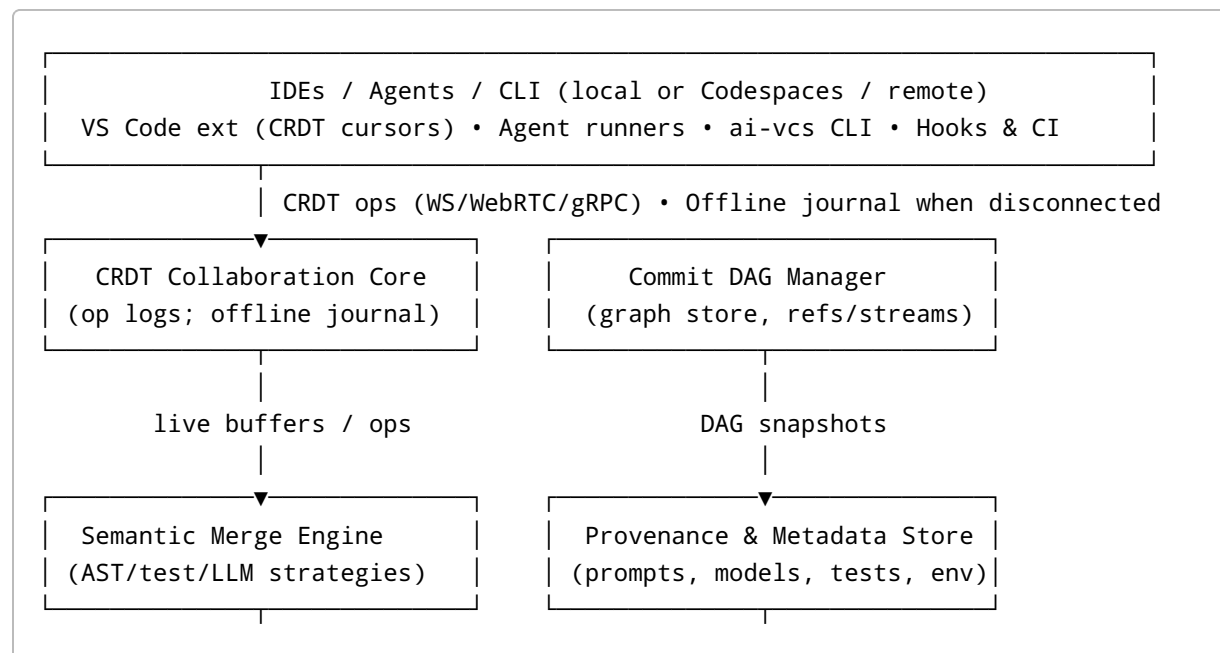 IDEs / Agents / CLI (local or Codespaces / remote)
VS Code ext (CRDT cursors) • Agent runners • ai-vcs CLI • Hooks & CI
CRDT ops (WS/WebRTC/gRPC) • Offline journal when disconnected
CRDT Collaboration Core Commit DAG Manager
(op logs; offline journal) (graph store, refs/streams)
live buffers / ops DAG snapshots
Semantic Merge Engine Provenance & Metadata Store
(AST/test/LLM strategies) (prompts, models, tests, env)